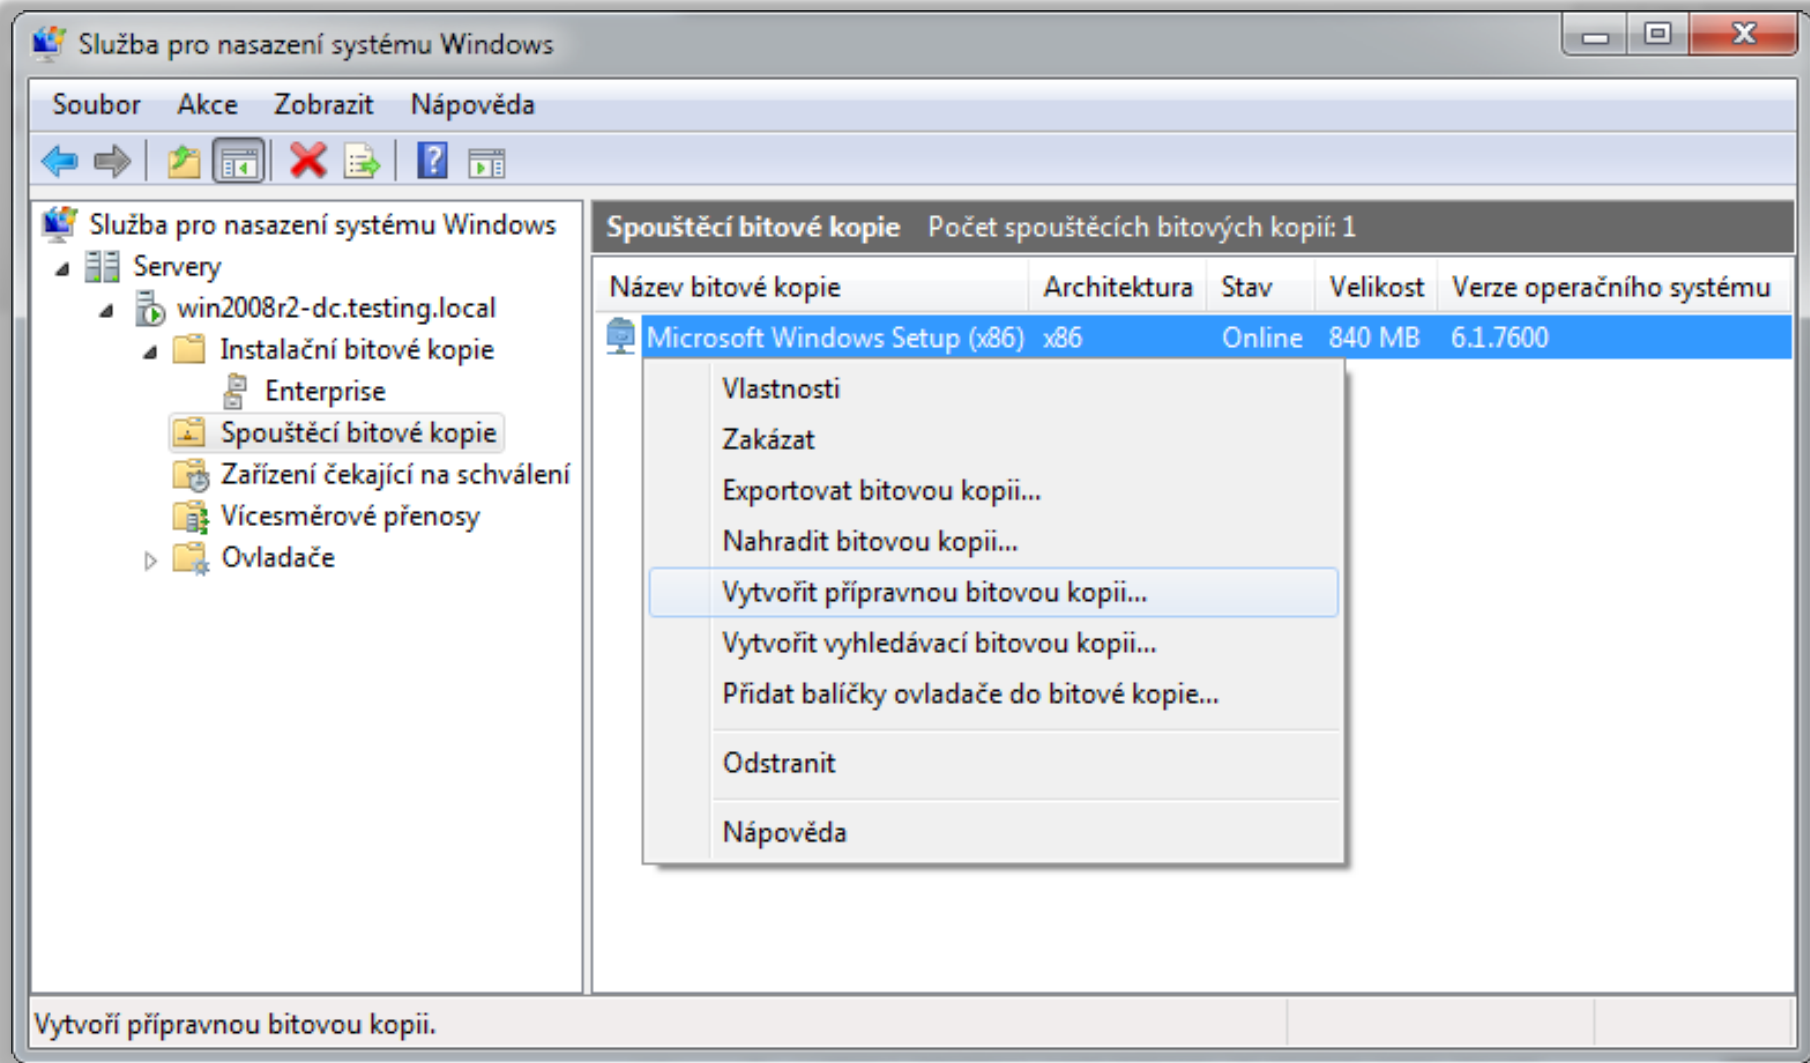 Služba pro nasazení systému Windows
Soubor Akce Zobrazit Nápověda
Služba pro nasazení systému Windows
Servery
win2008r2-dc.testing.local
Instalační bitové kopie
Enterprise
Spouštěcí bitové kopie
Zařízení čekající na schválení
Vícesměrové přenosy
Ovladače
Spouštěcí bitové kopie Počet spouštěcích bitových kopií: 1
Název bitové kopie Architektura Stav Velikost Verze operačního systému
Microsoft Windows Setup (x86) x86 Online 840 MB 6.1.7600
Vlastnosti
Zakázat
Exportovat bitovou kopii...
Nahradit bitovou kopii...
Vytvořit přípravnou bitovou kopii...
Vytvořit vyhledávací bitovou kopii...
Přidat balíčky ovladače do bitové kopie...
Odstranit
Nápověda
Vytvoří přípravnou bitovou kopii.